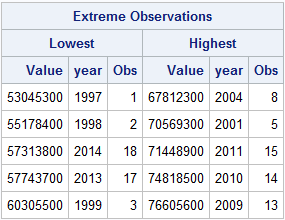 Extreme Observations
Lowest Highest
Value year Obs Value year Obs
53045300 1997 1 67812300 2004 8
55178400 1998 2 70569300 2001 5
57313800 2014 18 71448900 2011 15
57743700 2013 17 74818500 2010 14
60305500 1999 3 76605600 2009 13